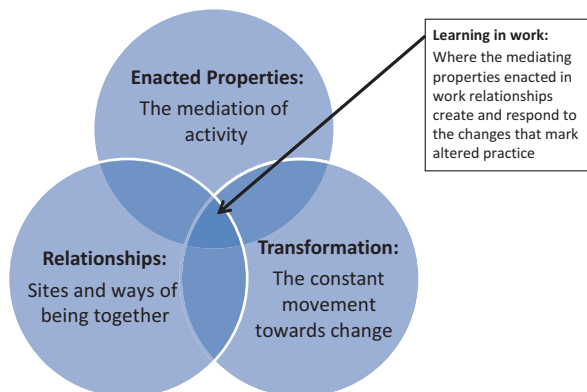 Enacted Properties:
The mediation of
activity
Learning in work:
Where the mediating
properties enacted in
work relationships
create and respond to
the changes that mark
altered practice
Relationships:
Sites and ways of
being together
Transformation:
The constant
movement
towards change